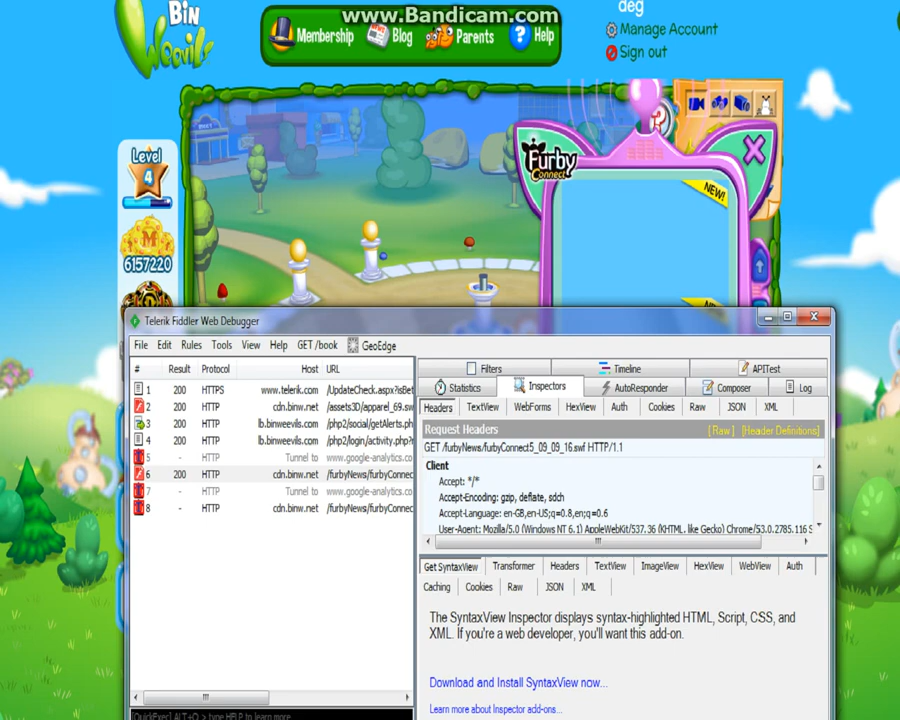 www.Bandicam.com
Bin
Weevils
Membership Blog Parents ? Help
deg
Manage Account
Sign out
Level
4
M
6157220
?
Furby
Connect
NEW!
Telerik Fiddler Web Debugger
File Edit Rules Tools View Help GET /book GeoEdge
# Result Protocol Host URL
1 200 HTTPS www.telerik.com /UpdateCheck.aspx?isBet
2 200 HTTP cdn.binw.net /assets3D/apparel_69.sw
3 200 HTTP lb.binweevils.com /php2/social/getAlerts.ph
4 200 HTTP lb.binweevils.com /php2/login/activity.php?
5 - HTTP Tunnel to www.google-analytics.co
6 200 HTTP cdn.binw.net /furbyNews/furbyConnec
7 - HTTP Tunnel to www.google-analytics.co
8 - HTTP cdn.binw.net /furbyNews/furbyConnec
Filters Timeline APITest
Statistics Inspectors AutoResponder Composer Log
Headers TextView WebForms HexView Auth Cookies Raw JSON XML
Request Headers [Raw] [Header Definitions]
GET /furbyNews/furbyConnect5_09_09_16.swf HTTP/1.1
Client
Accept: */*
Accept-Encoding: gzip, deflate, sdch
Accept-Language: en-GB,en-US;q=0.8,en;q=0.6
User-Agent: Mozilla/5.0 (Windows NT 6.1) AppleWebKit/537.36 (KHTML, like Gecko) Chrome/53.0.2785.116 S
Get SyntaxView Transformer Headers TextView ImageView HexView WebView Auth
Caching Cookies Raw JSON XML
The SyntaxView Inspector displays syntax-highlighted HTML, Script, CSS, and
XML. If you're a web developer, you'll want this add-on.
Download and Install SyntaxView now...
Learn more about Inspector add-ons...
[QuickExec] ALT+Q > type HELP to learn more